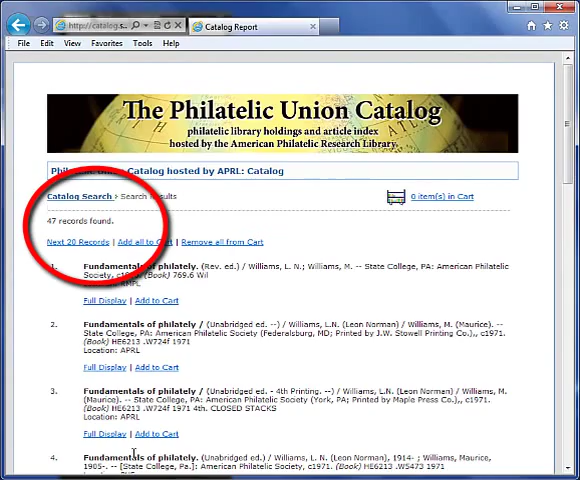 http://catalog.s...
Catalog Report
File Edit View Favorites Tools Help
The Philatelic Union Catalog
philatelic library holdings and article index
hosted by the American Philatelic Research Library
Philatelic Union Catalog hosted by APRL: Catalog
Catalog Search > Search Results
0 item(s) in Cart
47 records found.
Next 20 Records | Add all to Cart | Remove all from Cart
1. Fundamentals of philately. (Rev. ed.) / Williams, L. N.; Williams, M. -- State College, PA: American Philatelic
Society, (Book) 769.6 Wil
Full Display | Add to Cart
2. Fundamentals of philately / (Unabridged ed. --) / Williams, L.N. (Leon Norman) / Williams, M. (Maurice). --
State College, PA: American Philatelic Society (Federalsburg, MD; Printed by J.W. Stowell Printing Co.),, c1971.
(Book) HE6213 .W724f 1971
Location: APRL
Full Display | Add to Cart
3. Fundamentals of philately / (Unabridged ed. - 4th Printing. --) / Williams, L.N. (Leon Norman) / Williams, M.
(Maurice). -- State College, PA: American Philatelic Society (York, PA; Printed by Maple Press Co.),, c1971.
(Book) HE6213 .W724f 1971 4th. CLOSED STACKS
Location: APRL
Full Display | Add to Cart
4. Fundamentals of philately. (Unabridged ed.) / Williams, L. N. (Leon Norman), 1914- ; Williams, Maurice,
1905-. -- [State College, Pa.]: American Philatelic Society, c1971. (Book) HE6213 .W5473 1971